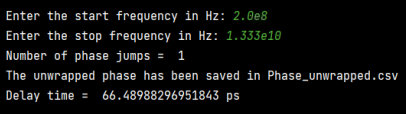 Enter the start frequency in Hz: 2.0e8
Enter the stop frequency in Hz: 1.333e10
Number of phase jumps =  1
The unwrapped phase has been saved in Phase_unwrapped.csv
Delay time =  66.48988296951843 ps